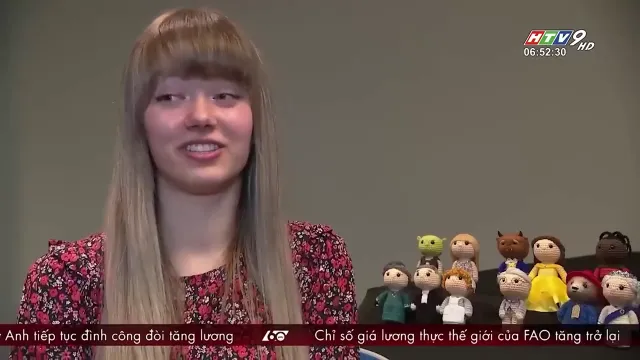 HTV9 HD
06:52:30
Anh tiếp tục đình công đòi tăng lương 60 Chỉ số giá lương thực thế giới của FAO tăng trở lại